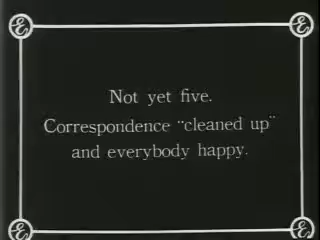 Not yet five.
Correspondence "cleaned up"
and everybody happy.